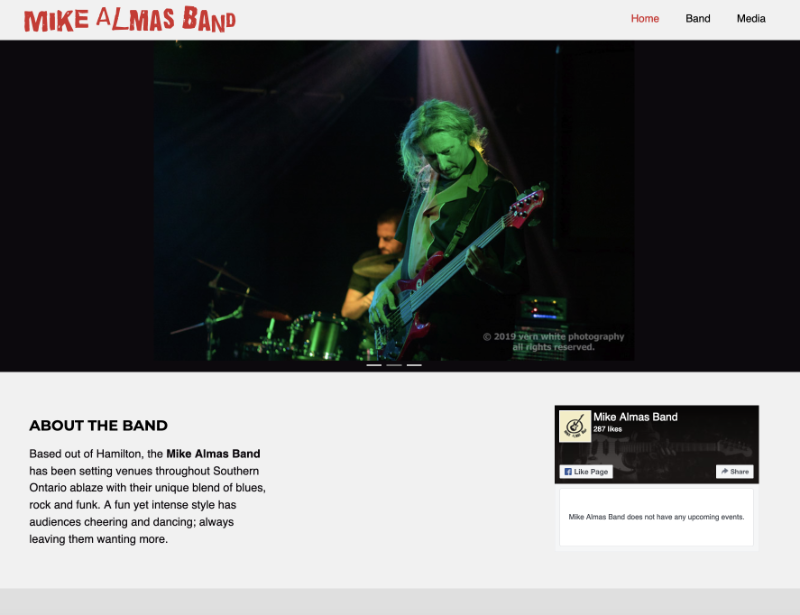 MIKE ALMAS BAND
Home Band Media
© 2019 vern white photography
all rights reserved.
ABOUT THE BAND
Based out of Hamilton, the Mike Almas Band
has been setting venues throughout Southern
Ontario ablaze with their unique blend of blues,
rock and funk. A fun yet intense style has
audiences cheering and dancing; always
leaving them wanting more.
Mike Almas Band
287 likes
Like Page
Share
Mike Almas Band does not have any upcoming events.